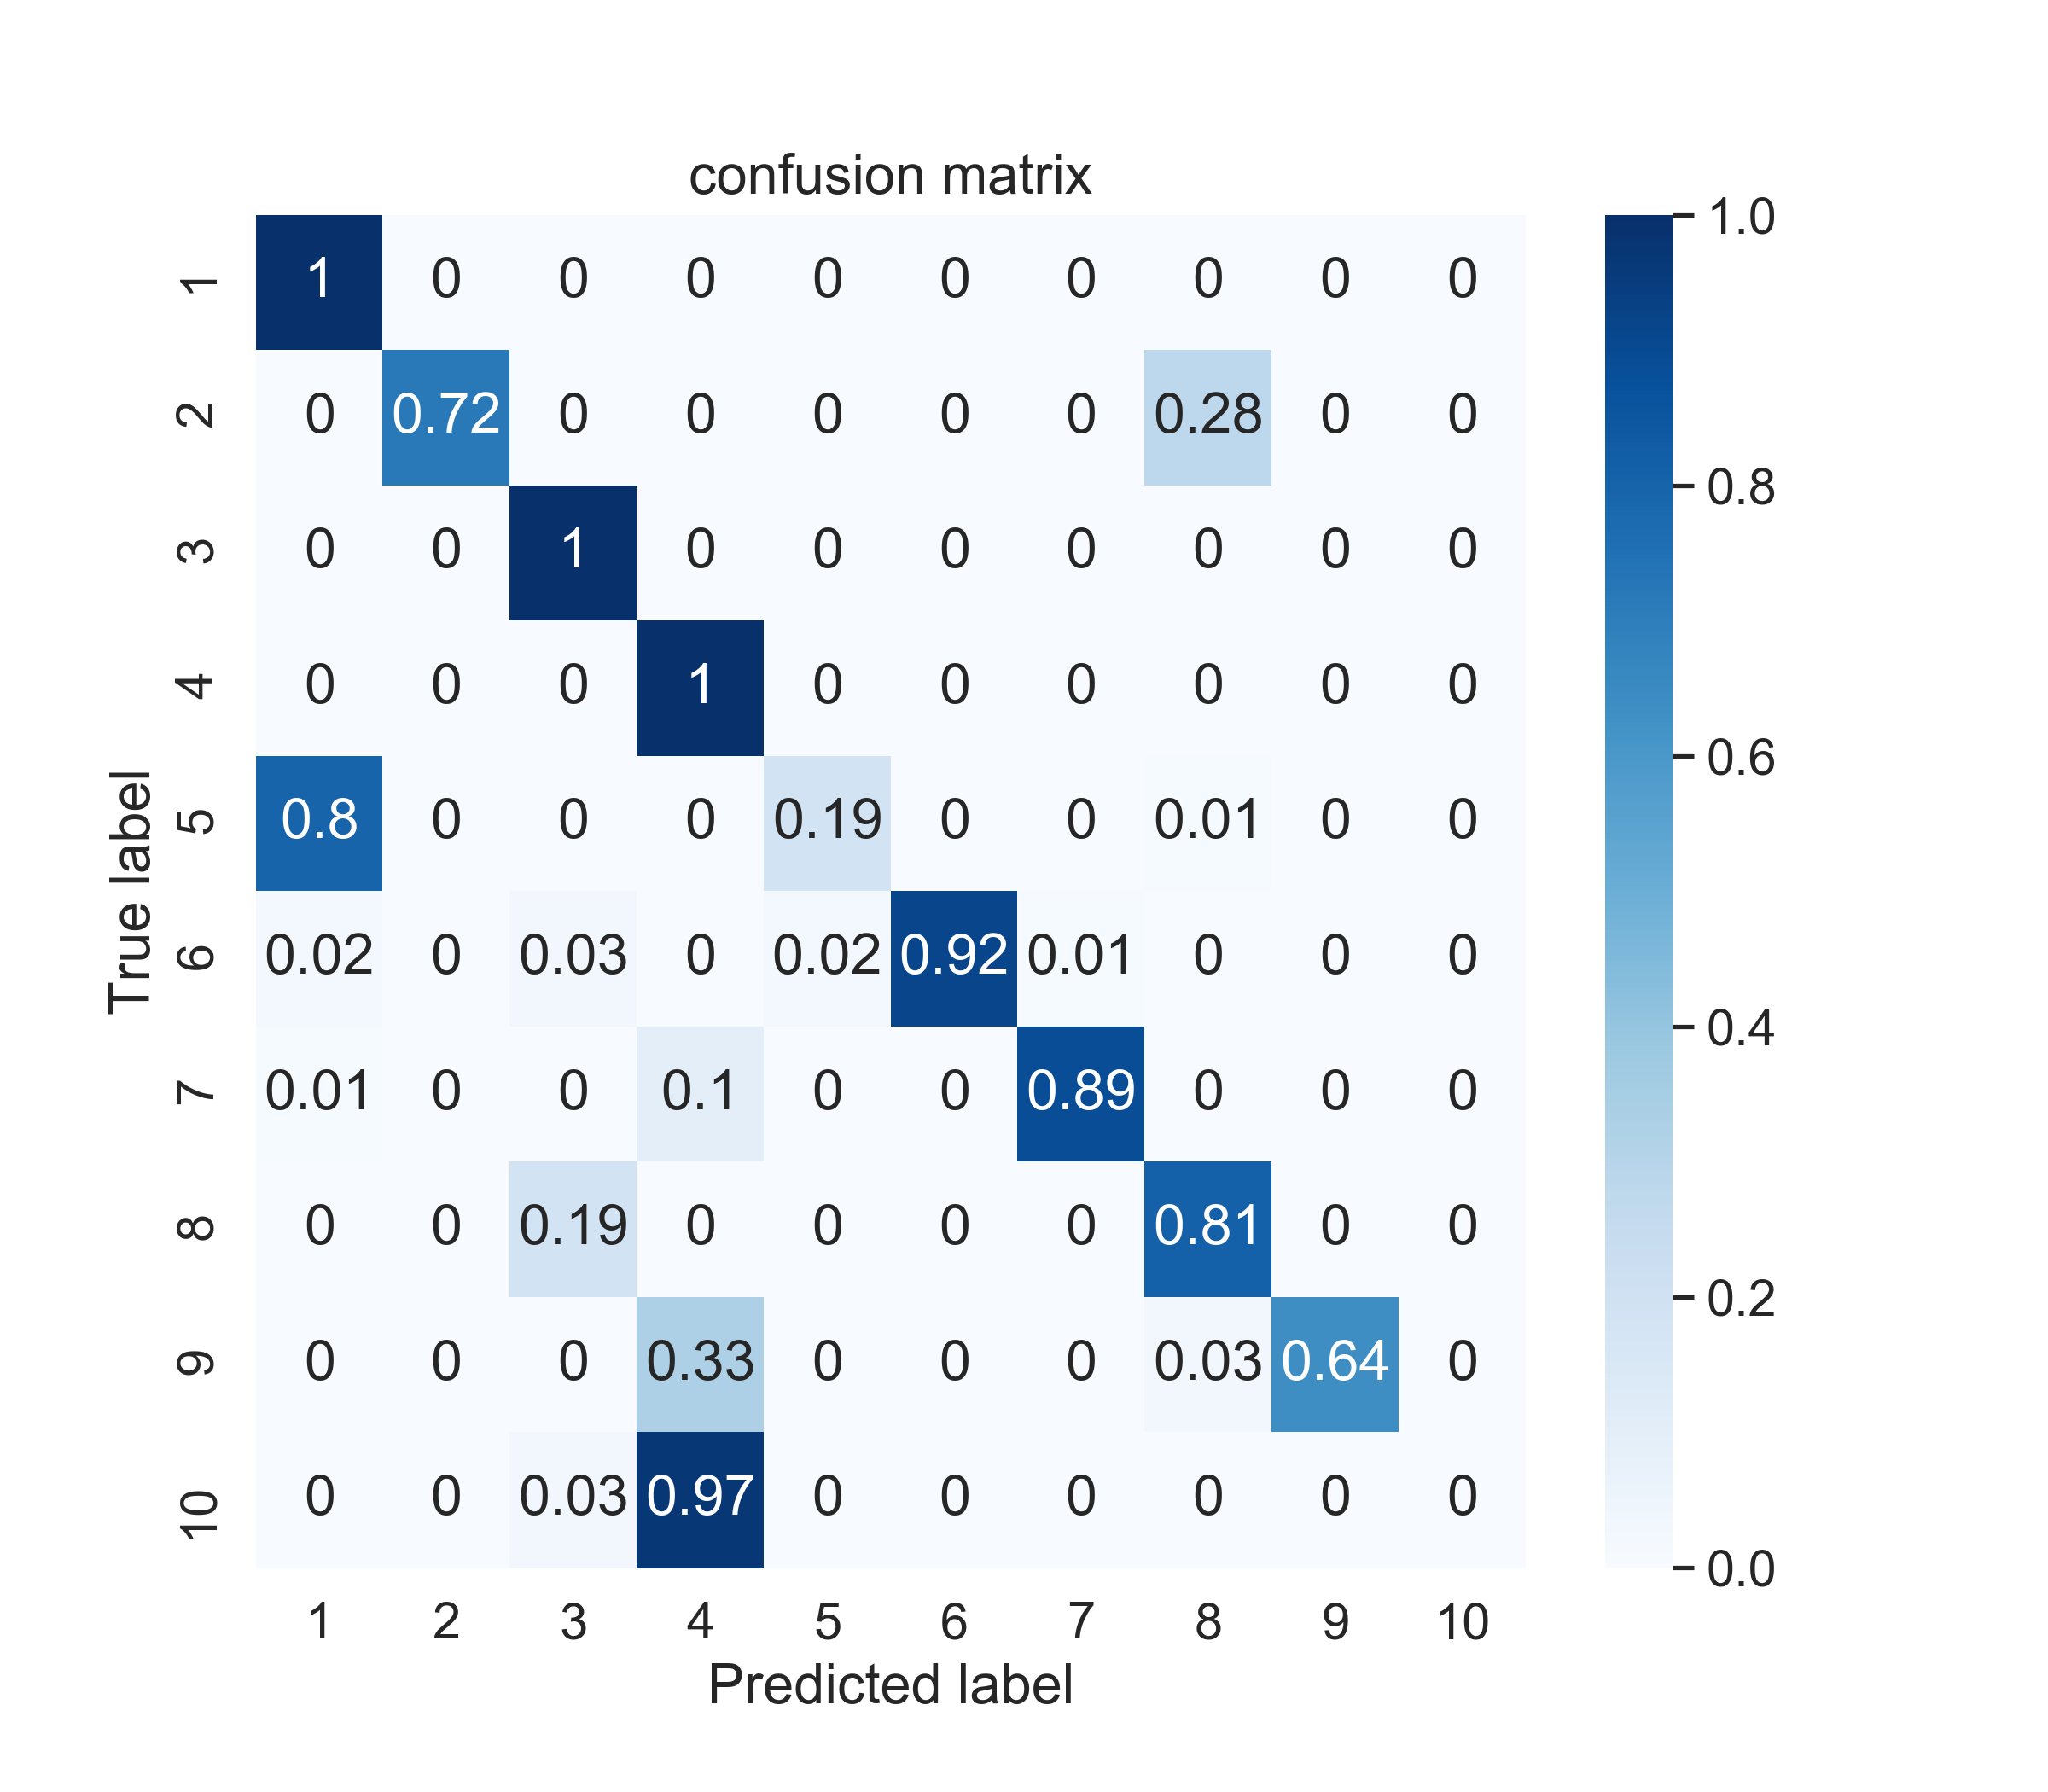 confusion matrix
1 1 0 0 0 0 0 0 0 0 0
2 0 0.72 0 0 0 0 0 0.28 0 0
3 0 0 1 0 0 0 0 0 0 0
4 0 0 0 1 0 0 0 0 0 0
5 0.8 0 0 0 0.19 0 0 0.01 0 0
6 0.02 0 0.03 0 0.02 0.92 0.01 0 0 0
7 0.01 0 0 0.1 0 0 0.89 0 0 0
8 0 0 0.19 0 0 0 0 0.81 0 0
9 0 0 0 0.33 0 0 0 0.03 0.64 0
10 0 0 0.03 0.97 0 0 0 0 0 0
1 2 3 4 5 6 7 8 9 10
Predicted label
True label
1.0
0.8
0.6
0.4
0.2
0.0